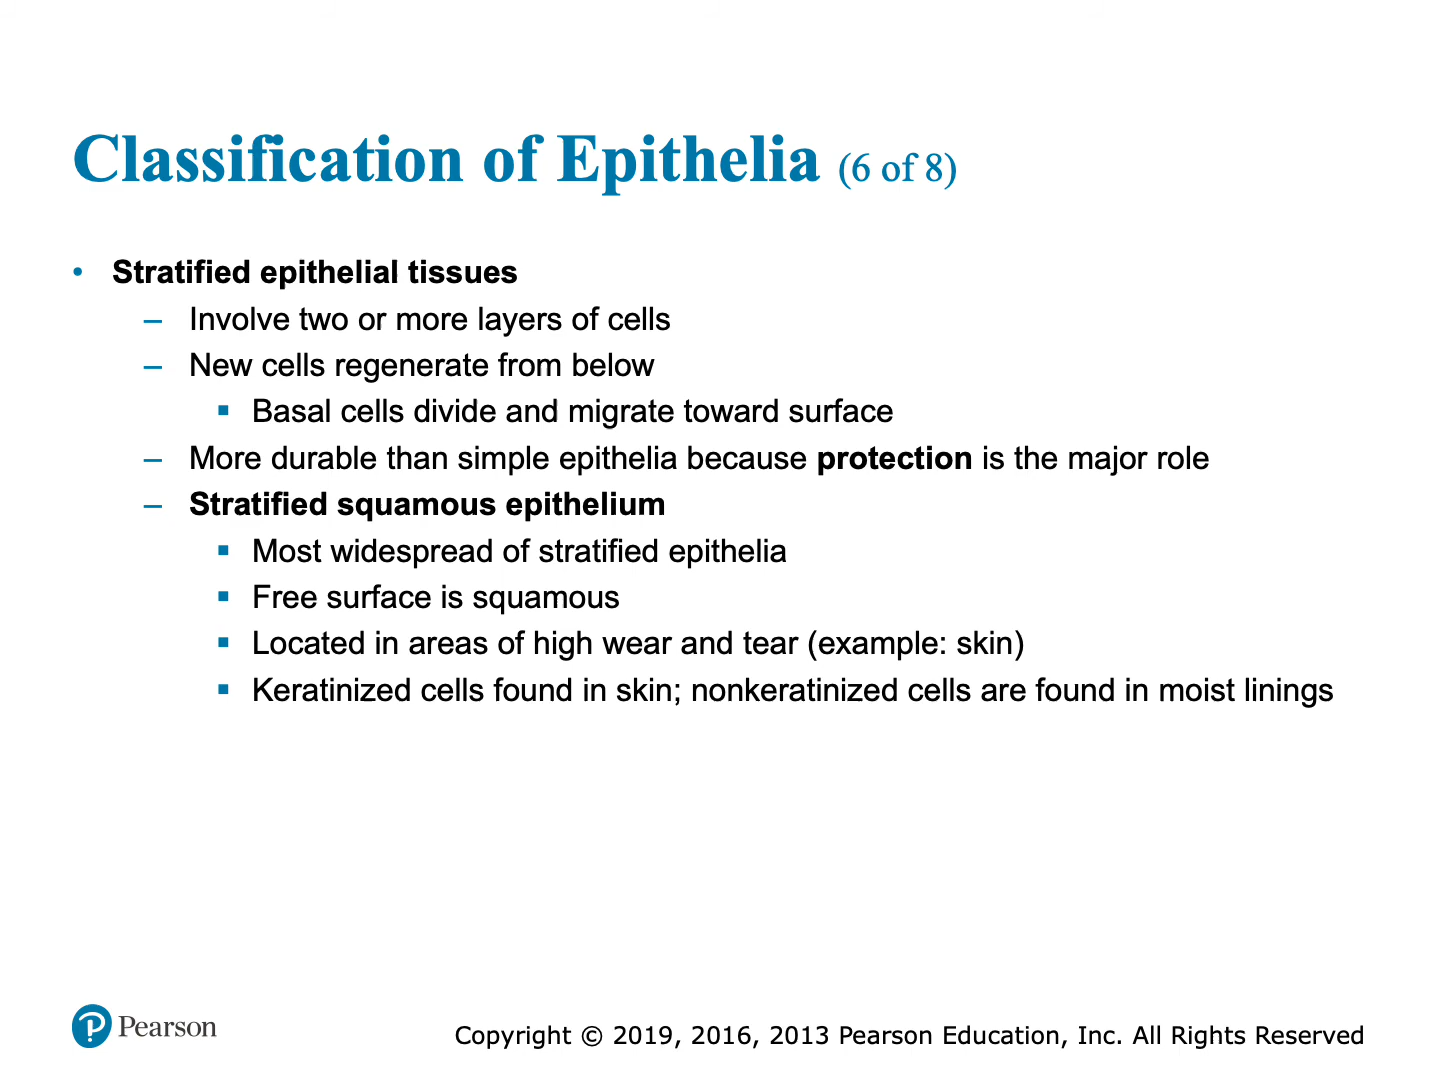 Classification of Epithelia (6 of 8)
• Stratified epithelial tissues
– Involve two or more layers of cells
– New cells regenerate from below
▪ Basal cells divide and migrate toward surface
– More durable than simple epithelia because protection is the major role
– Stratified squamous epithelium
▪ Most widespread of stratified epithelia
▪ Free surface is squamous
▪ Located in areas of high wear and tear (example: skin)
▪ Keratinized cells found in skin; nonkeratinized cells are found in moist linings
Pearson
Copyright © 2019, 2016, 2013 Pearson Education, Inc. All Rights Reserved